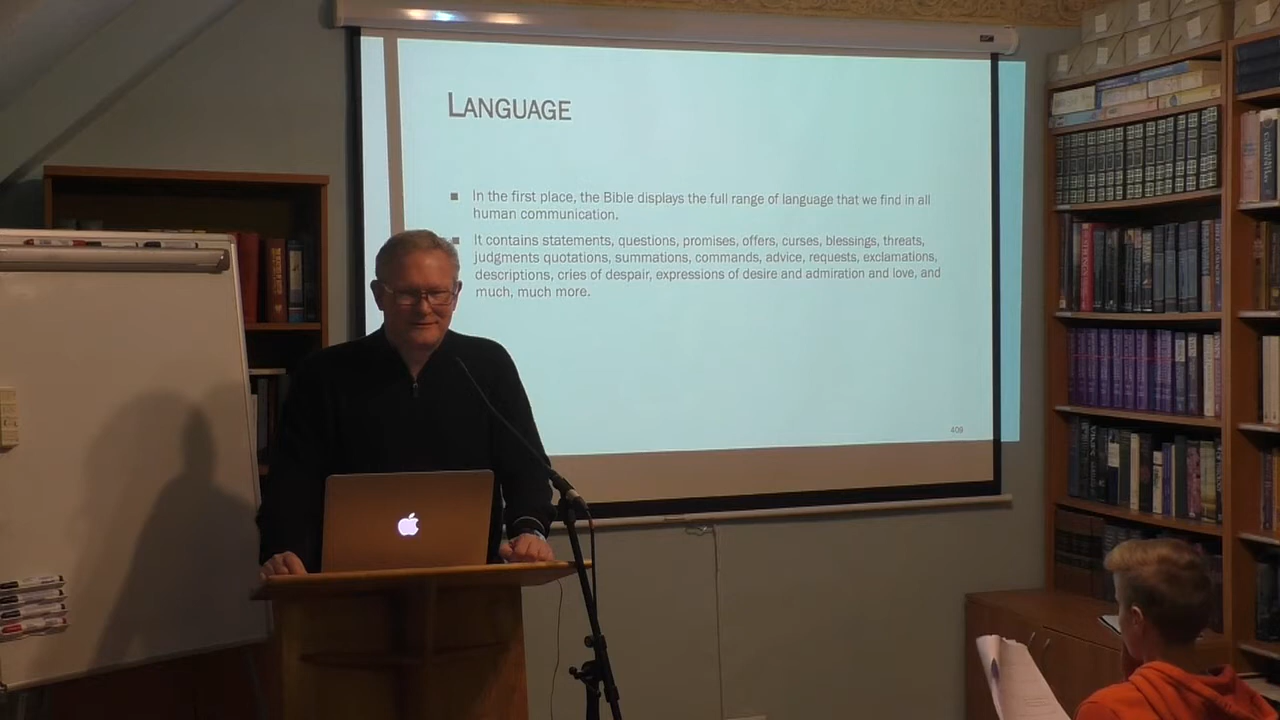 LANGUAGE
■ In the first place, the Bible displays the full range of language that we find in all
human communication.
■ It contains statements, questions, promises, offers, curses, blessings, threats,
judgments quotations, summations, commands, advice, requests, exclamations,
descriptions, cries of despair, expressions of desire and admiration and love, and
much, much more.
409